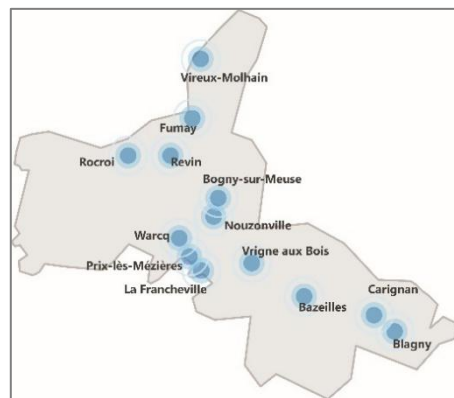 Vireux-Molhain
Fumay
Rocroi
Revin
Bogny-sur-Meuse
Nouzonville
Warcq
Vrigne aux Bois
Prix-lès-Mézières
La Francheville
Carignan
Bazeilles
Blagny